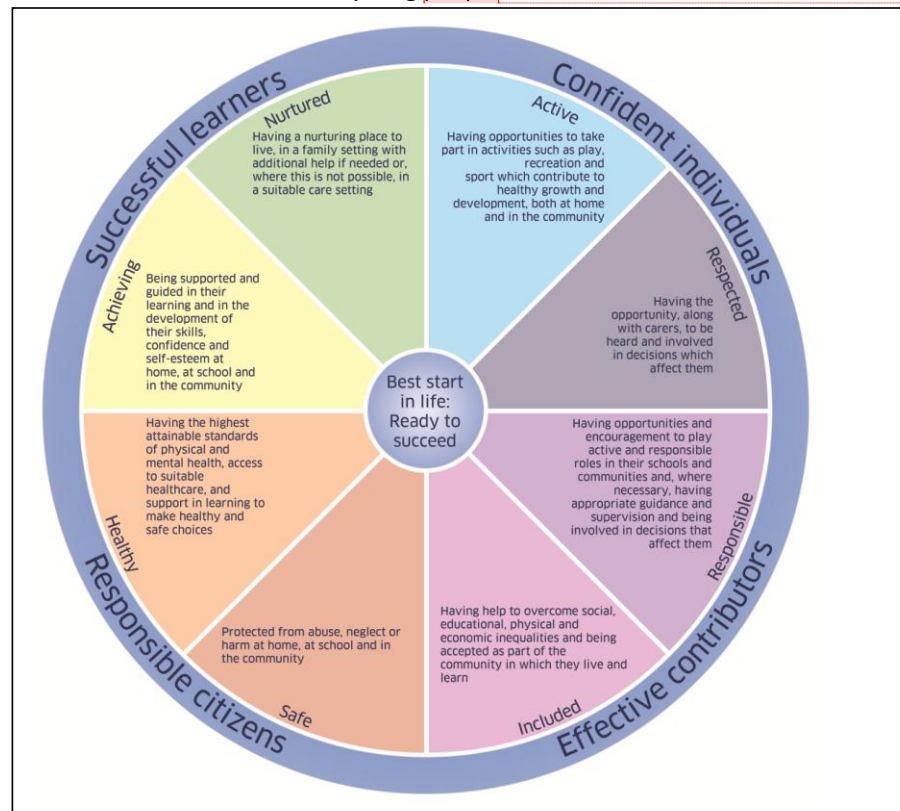 Successful learners
Confident individuals
Nurtured
Having a nurturing place to
live, in a family setting with
additional help if needed or,
where this is not possible, in
a suitable care setting
Active
Having opportunities to take
part in activities such as play,
recreation and
sport which contribute to
healthy growth and
development, both at home
and in the community
Achieving
Being supported and
guided in their
learning and in the
development of
their skills,
confidence and
self-esteem at
home, at school and
in the community
Respected
Having the
opportunity, along
with carers, to be
heard and involved
in decisions which
affect them
Best start
in life:
Ready to
succeed
Healthy
Having the highest
attainable standards
of physical and
mental health, access
to suitable
healthcare, and
support in learning to
make healthy and
safe choices
Responsible
Having opportunities and
encouragement to play
active and responsible
roles in their schools and
communities and, where
necessary, having
appropriate guidance and
supervision and being
involved in decisions that
affect them
Protected from abuse, neglect or
harm at home, at school and in
the community
Safe
Having help to overcome social,
educational, physical and
economic inequalities and being
accepted as part of the
community in which they live and
learn
Included
Responsible citizens
Effective contributors